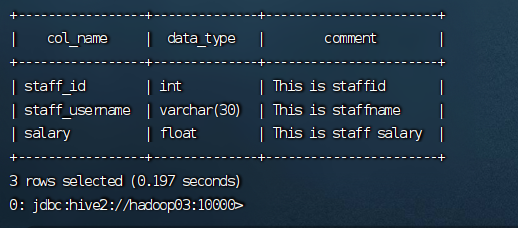 +----------------+--------------+----------------------+
| col_name | data_type | comment |
+----------------+--------------+----------------------+
| staff_id | int | This is staffid |
| staff_username | varchar(30) | This is staffname |
| salary | float | This is staff salary |
+----------------+--------------+----------------------+
3 rows selected (0.197 seconds)
0: jdbc:hive2://hadoop03:10000>